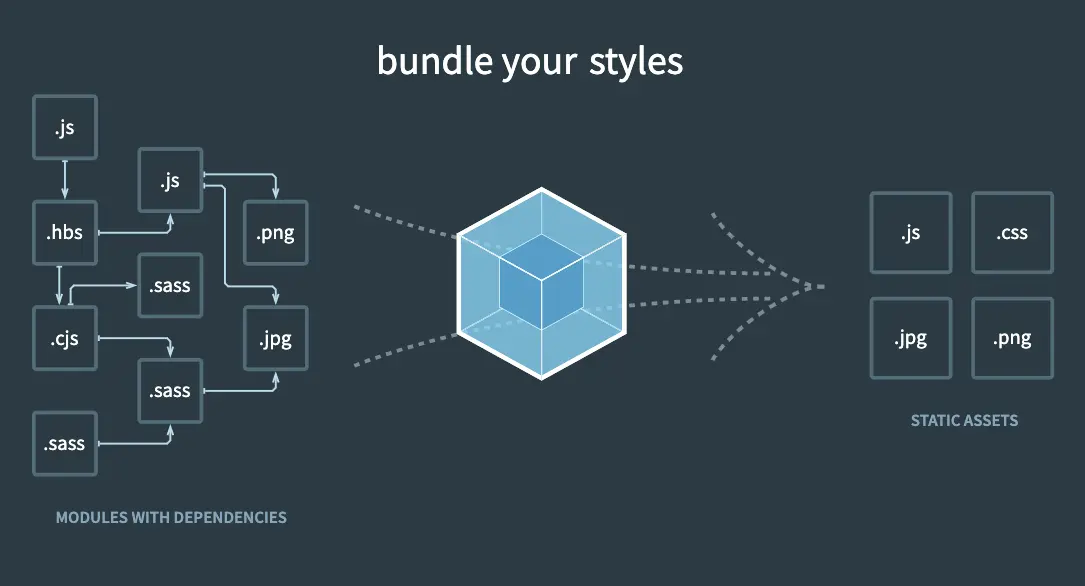 bundle your styles
.js
.js
.hbs
.png
.sass
.cjs
.jpg
.sass
.sass
MODULES WITH DEPENDENCIES
.js
.css
.jpg
.png
STATIC ASSETS